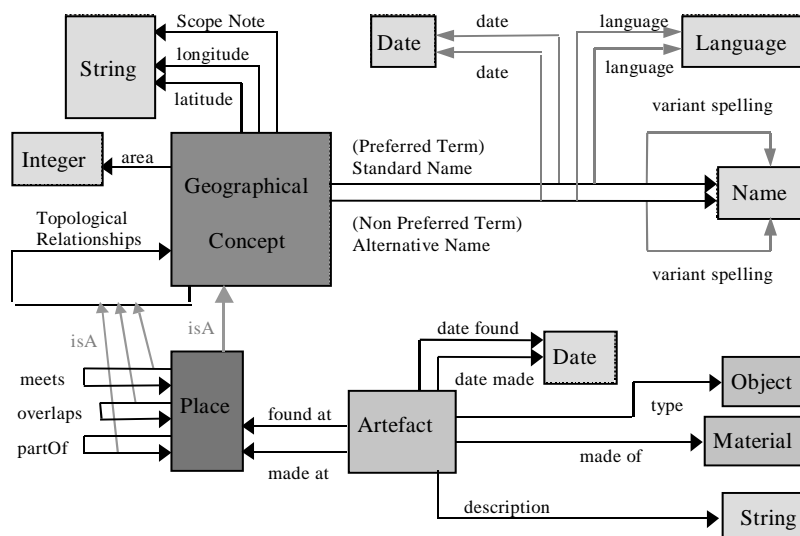 Scope Note
String
longitude
latitude
Date
date
date
language
Language
language
variant spelling
Integer
area
Geographical
Concept
(Preferred Term)
Standard Name
Name
Topological
Relationships
(Non Preferred Term)
Alternative Name
variant spelling
isA
isA
meets
overlaps
partOf
Place
found at
made at
Artefact
date found
date made
Date
Object
type
Material
made of
description
String